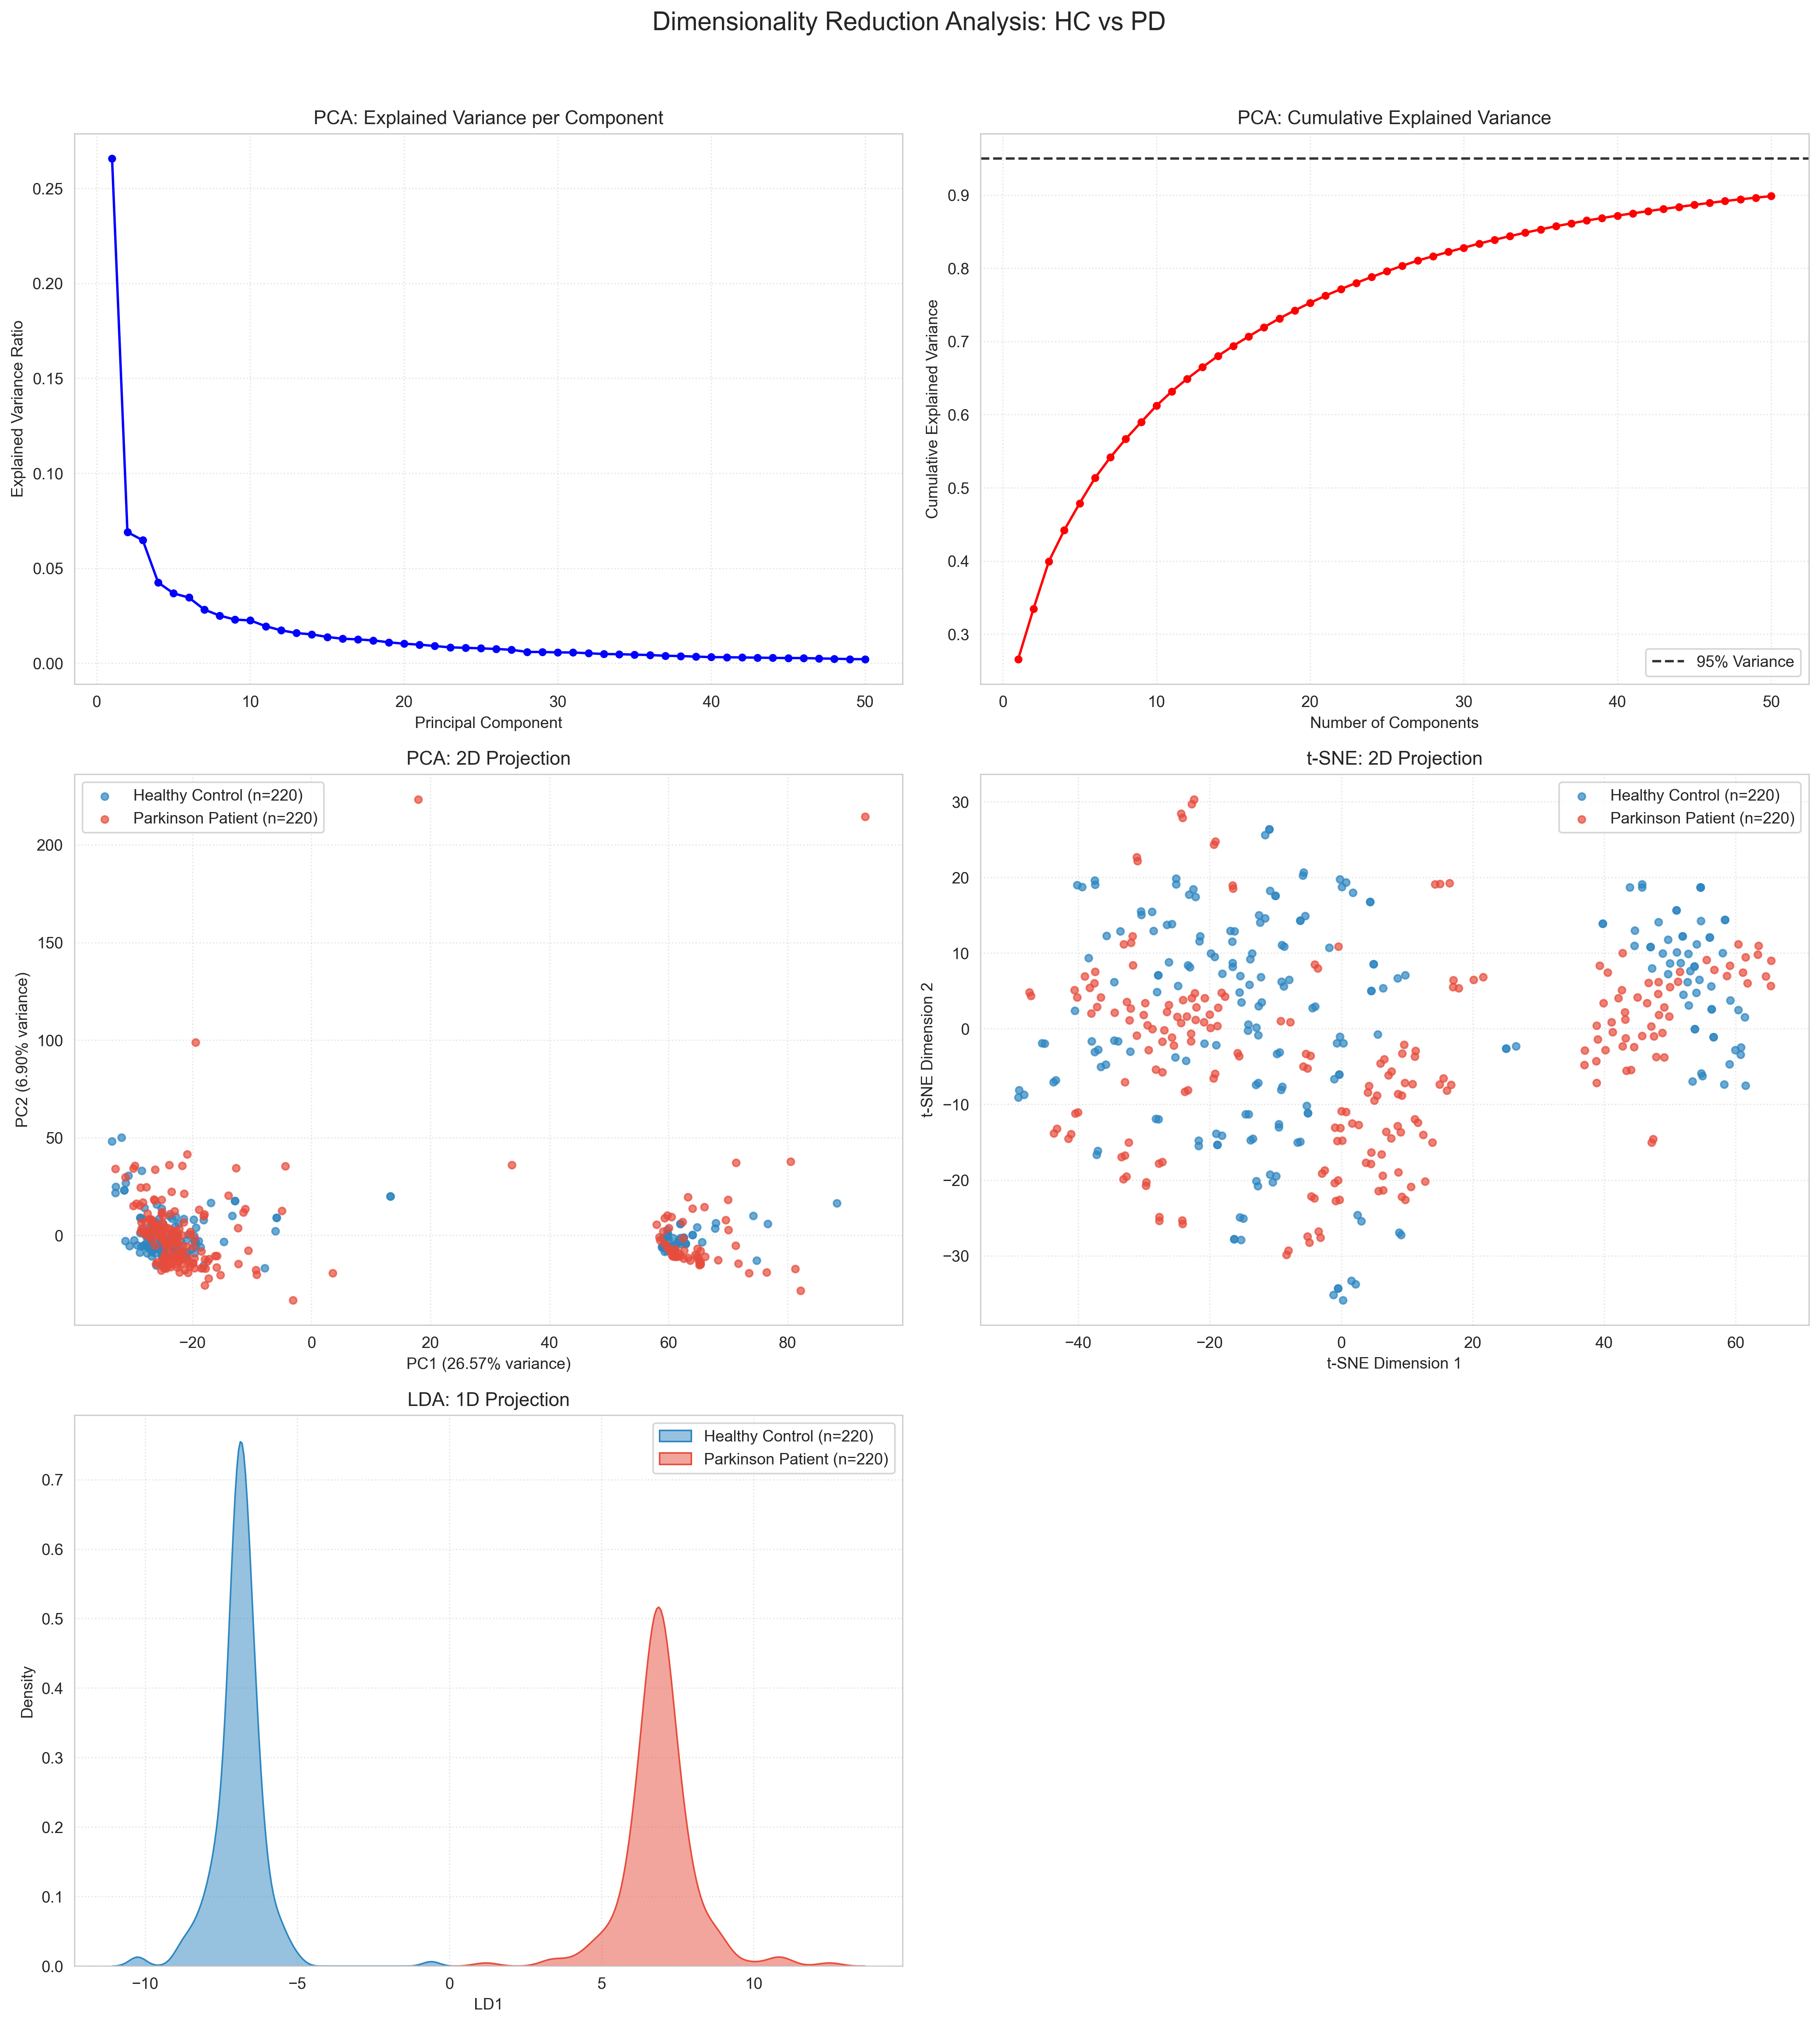 Dimensionality Reduction Analysis: HC vs PD
PCA: Explained Variance per Component
Explained Variance Ratio
0.25
0.20
0.15
0.10
0.05
0.00
0 10 20 30 40 50
Principal Component
PCA: Cumulative Explained Variance
Cumulative Explained Variance
0.9
0.8
0.7
0.6
0.5
0.4
0.3
95% Variance
0 10 20 30 40 50
Number of Components
PCA: 2D Projection
Healthy Control (n=220)
Parkinson Patient (n=220)
PC2 (6.90% variance)
200
150
100
50
0
−20 0 20 40 60 80
PC1 (26.57% variance)
t-SNE: 2D Projection
Healthy Control (n=220)
Parkinson Patient (n=220)
t-SNE Dimension 2
30
20
10
0
−10
−20
−30
−40 −20 0 20 40 60
t-SNE Dimension 1
LDA: 1D Projection
Healthy Control (n=220)
Parkinson Patient (n=220)
Density
0.7
0.6
0.5
0.4
0.3
0.2
0.1
0.0
−10 −5 0 5 10
LD1